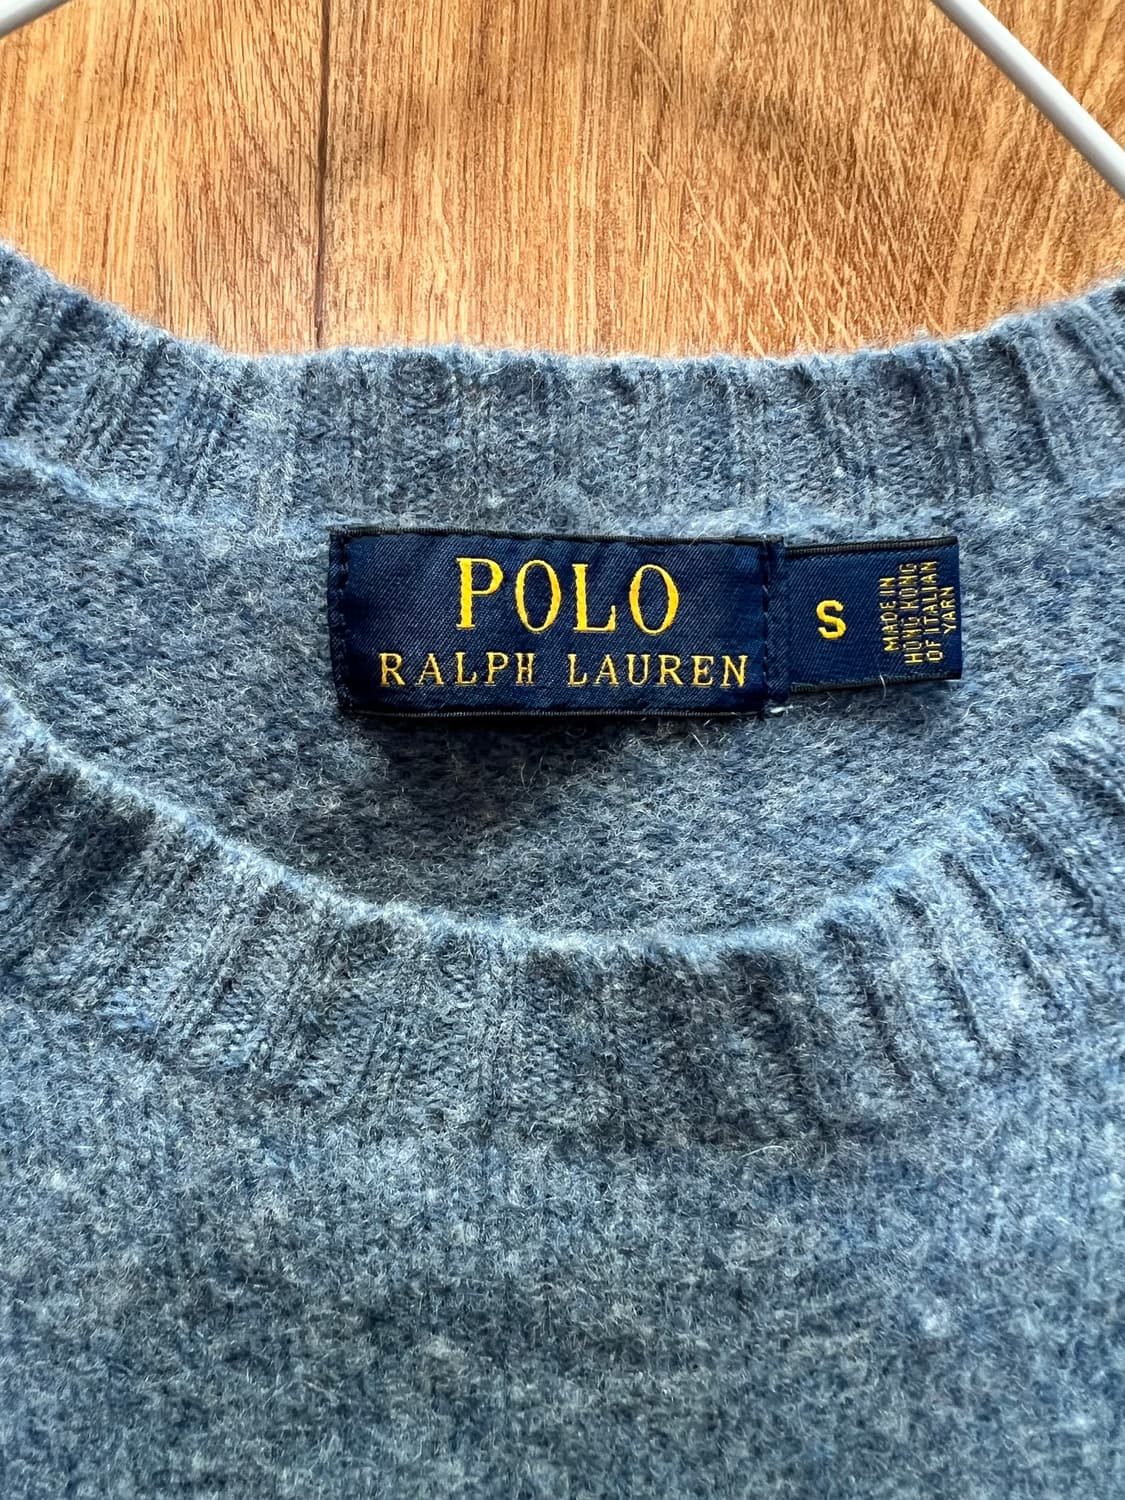 POLO
RALPH LAUREN
S
MADE IN
HONG KONG
OF ITALIAN
YARN